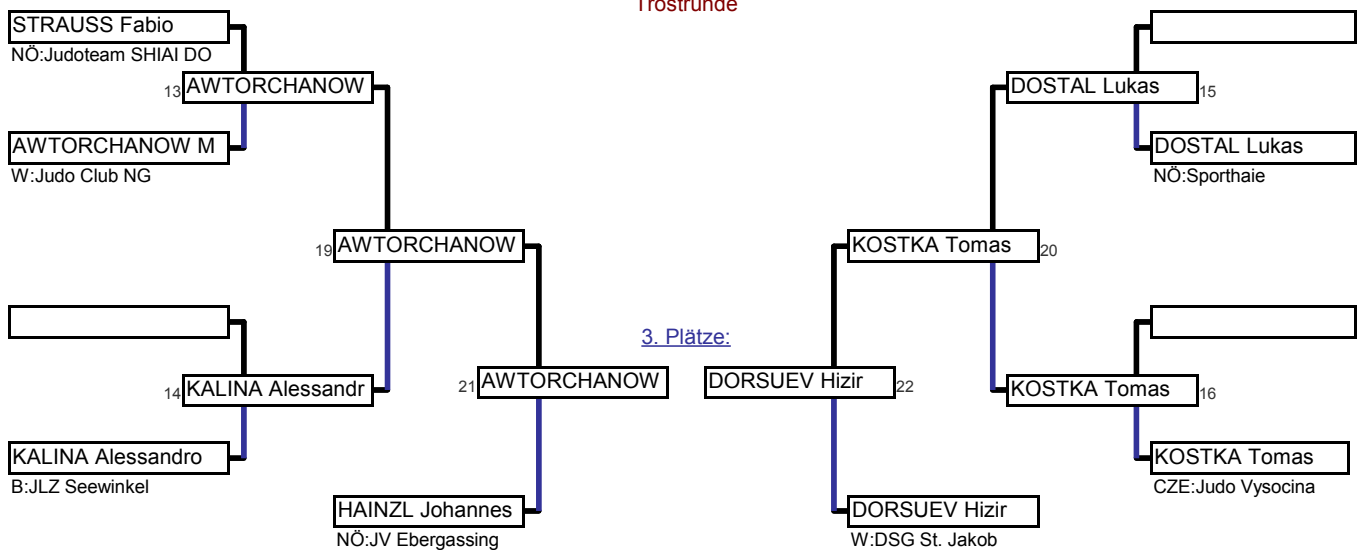 Trostrunde
STRAUSS Fabio
NÖ:Judoteam SHIAI DO
13 AWTORCHANOW
DOSTAL Lukas 15
AWTORCHANOW M
W:Judo Club NG
DOSTAL Lukas
NÖ:Sporthaie
19 AWTORCHANOW
KOSTKA Tomas 20
3. Plätze:
14 KALINA Alessandr
21 AWTORCHANOW
DORSUEV Hizir 22
KOSTKA Tomas 16
KALINA Alessandro
B:JLZ Seewinkel
KOSTKA Tomas
CZE:Judo Vysocina
HAINZL Johannes
NÖ:JV Ebergassing
DORSUEV Hizir
W:DSG St. Jakob